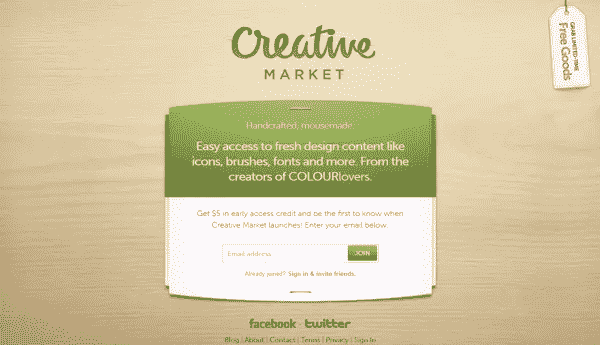 Creative
MARKET
GRAB LIMITED-TIME
Free Goods
Handcrafted, mousemade.
Easy access to fresh design content like
icons, brushes, fonts and more. From the
creators of COLOURlovers.
Get $5 in early access credit and be the first to know when
Creative Market launches! Enter your email below.
Email address
JOIN
Already joined? Sign in & invite friends.
facebook - twitter
Blog | About | Contact | Terms | Privacy | Sign In